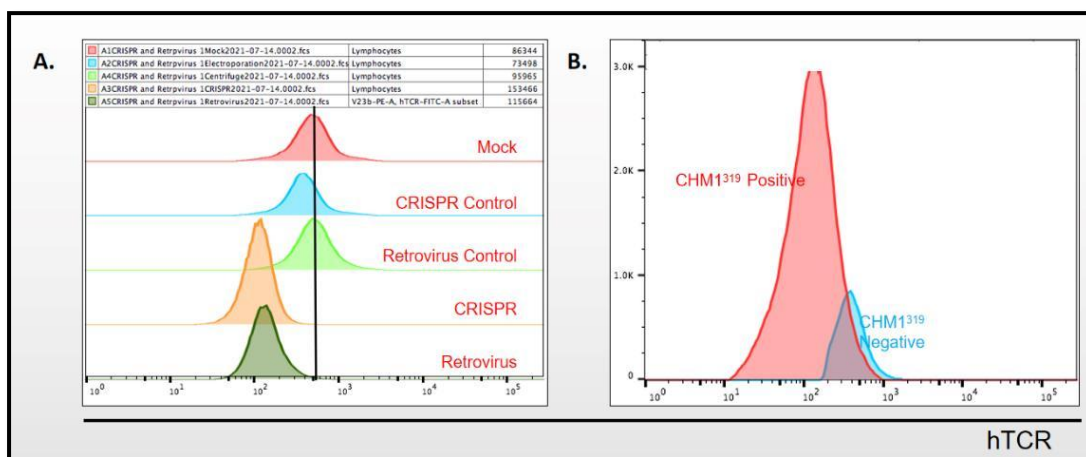 A.
A1CRISPR and Retrpvirus 1Mock2021-07-14.0002.fcs Lymphocytes 86344
A2CRISPR and Retrpvirus 1Electroporation2021-07-14.0002.fcs Lymphocytes 73498
A4CRISPR and Retrpvirus 1Centrifuge2021-07-14.0002.fcs Lymphocytes 95965
A3CRISPR and Retrpvirus 1CRISPR2021-07-14.0002.fcs Lymphocytes 153466
A5CRISPR and Retrpvirus 1Retrovirus2021-07-14.0002.fcs V23b-PE-A, hTCR-FITC-A subset 115664
Mock
CRISPR Control
Retrovirus Control
CRISPR
Retrovirus
10⁰ 10¹ 10² 10³ 10⁴ 10⁵
B.
3.0K
2.0K
1.0K
0
CHM1³¹⁹ Positive
CHM1³¹⁹
Negative
10⁰ 10¹ 10² 10³ 10⁴ 10⁵
hTCR